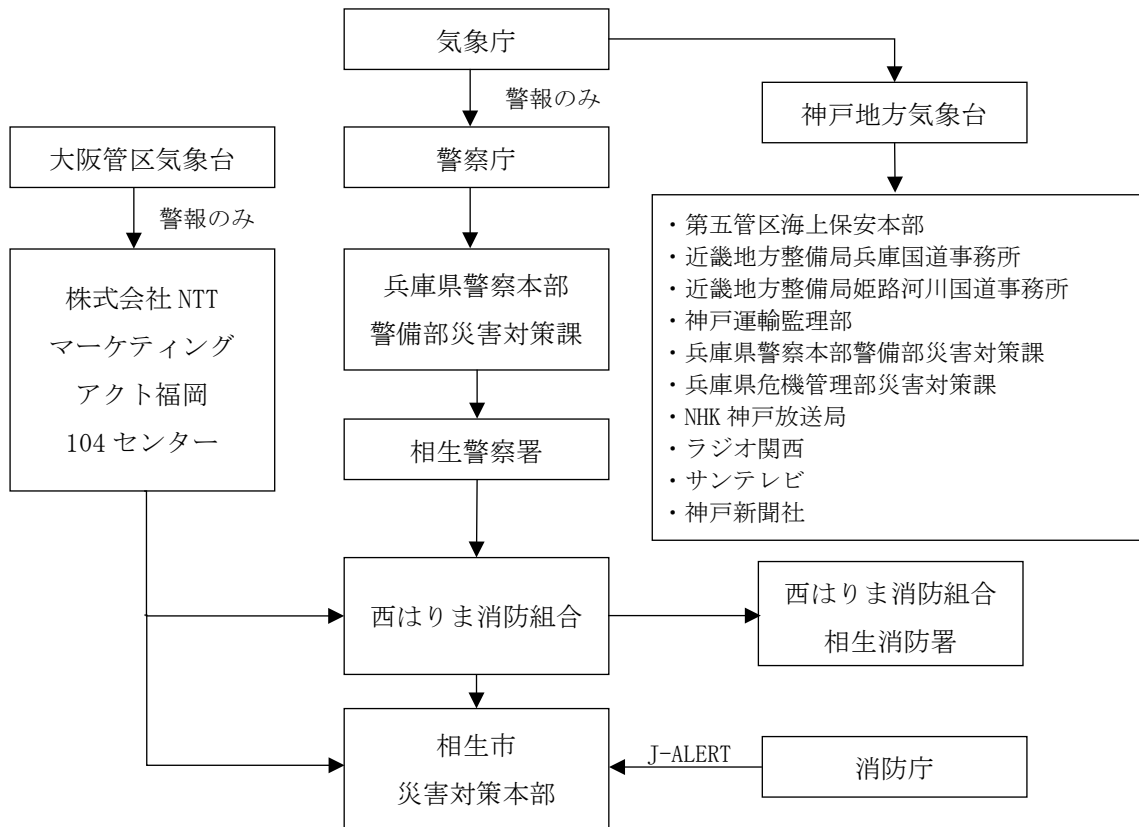 気象庁
警報のみ
神戸地方気象台
大阪管区気象台
警察庁
警報のみ
・第五管区海上保安本部
・近畿地方整備局兵庫国道事務所
・近畿地方整備局姫路河川国道事務所
・神戸運輸監理部
・兵庫県警察本部警備部災害対策課
・兵庫県危機管理部災害対策課
・NHK 神戸放送局
・ラジオ関西
・サンテレビ
・神戸新聞社
株式会社 NTT
マーケティング
アクト福岡
104 センター
兵庫県警察本部
警備部災害対策課
相生警察署
西はりま消防組合
西はりま消防組合
相生消防署
相生市
災害対策本部
J-ALERT
消防庁